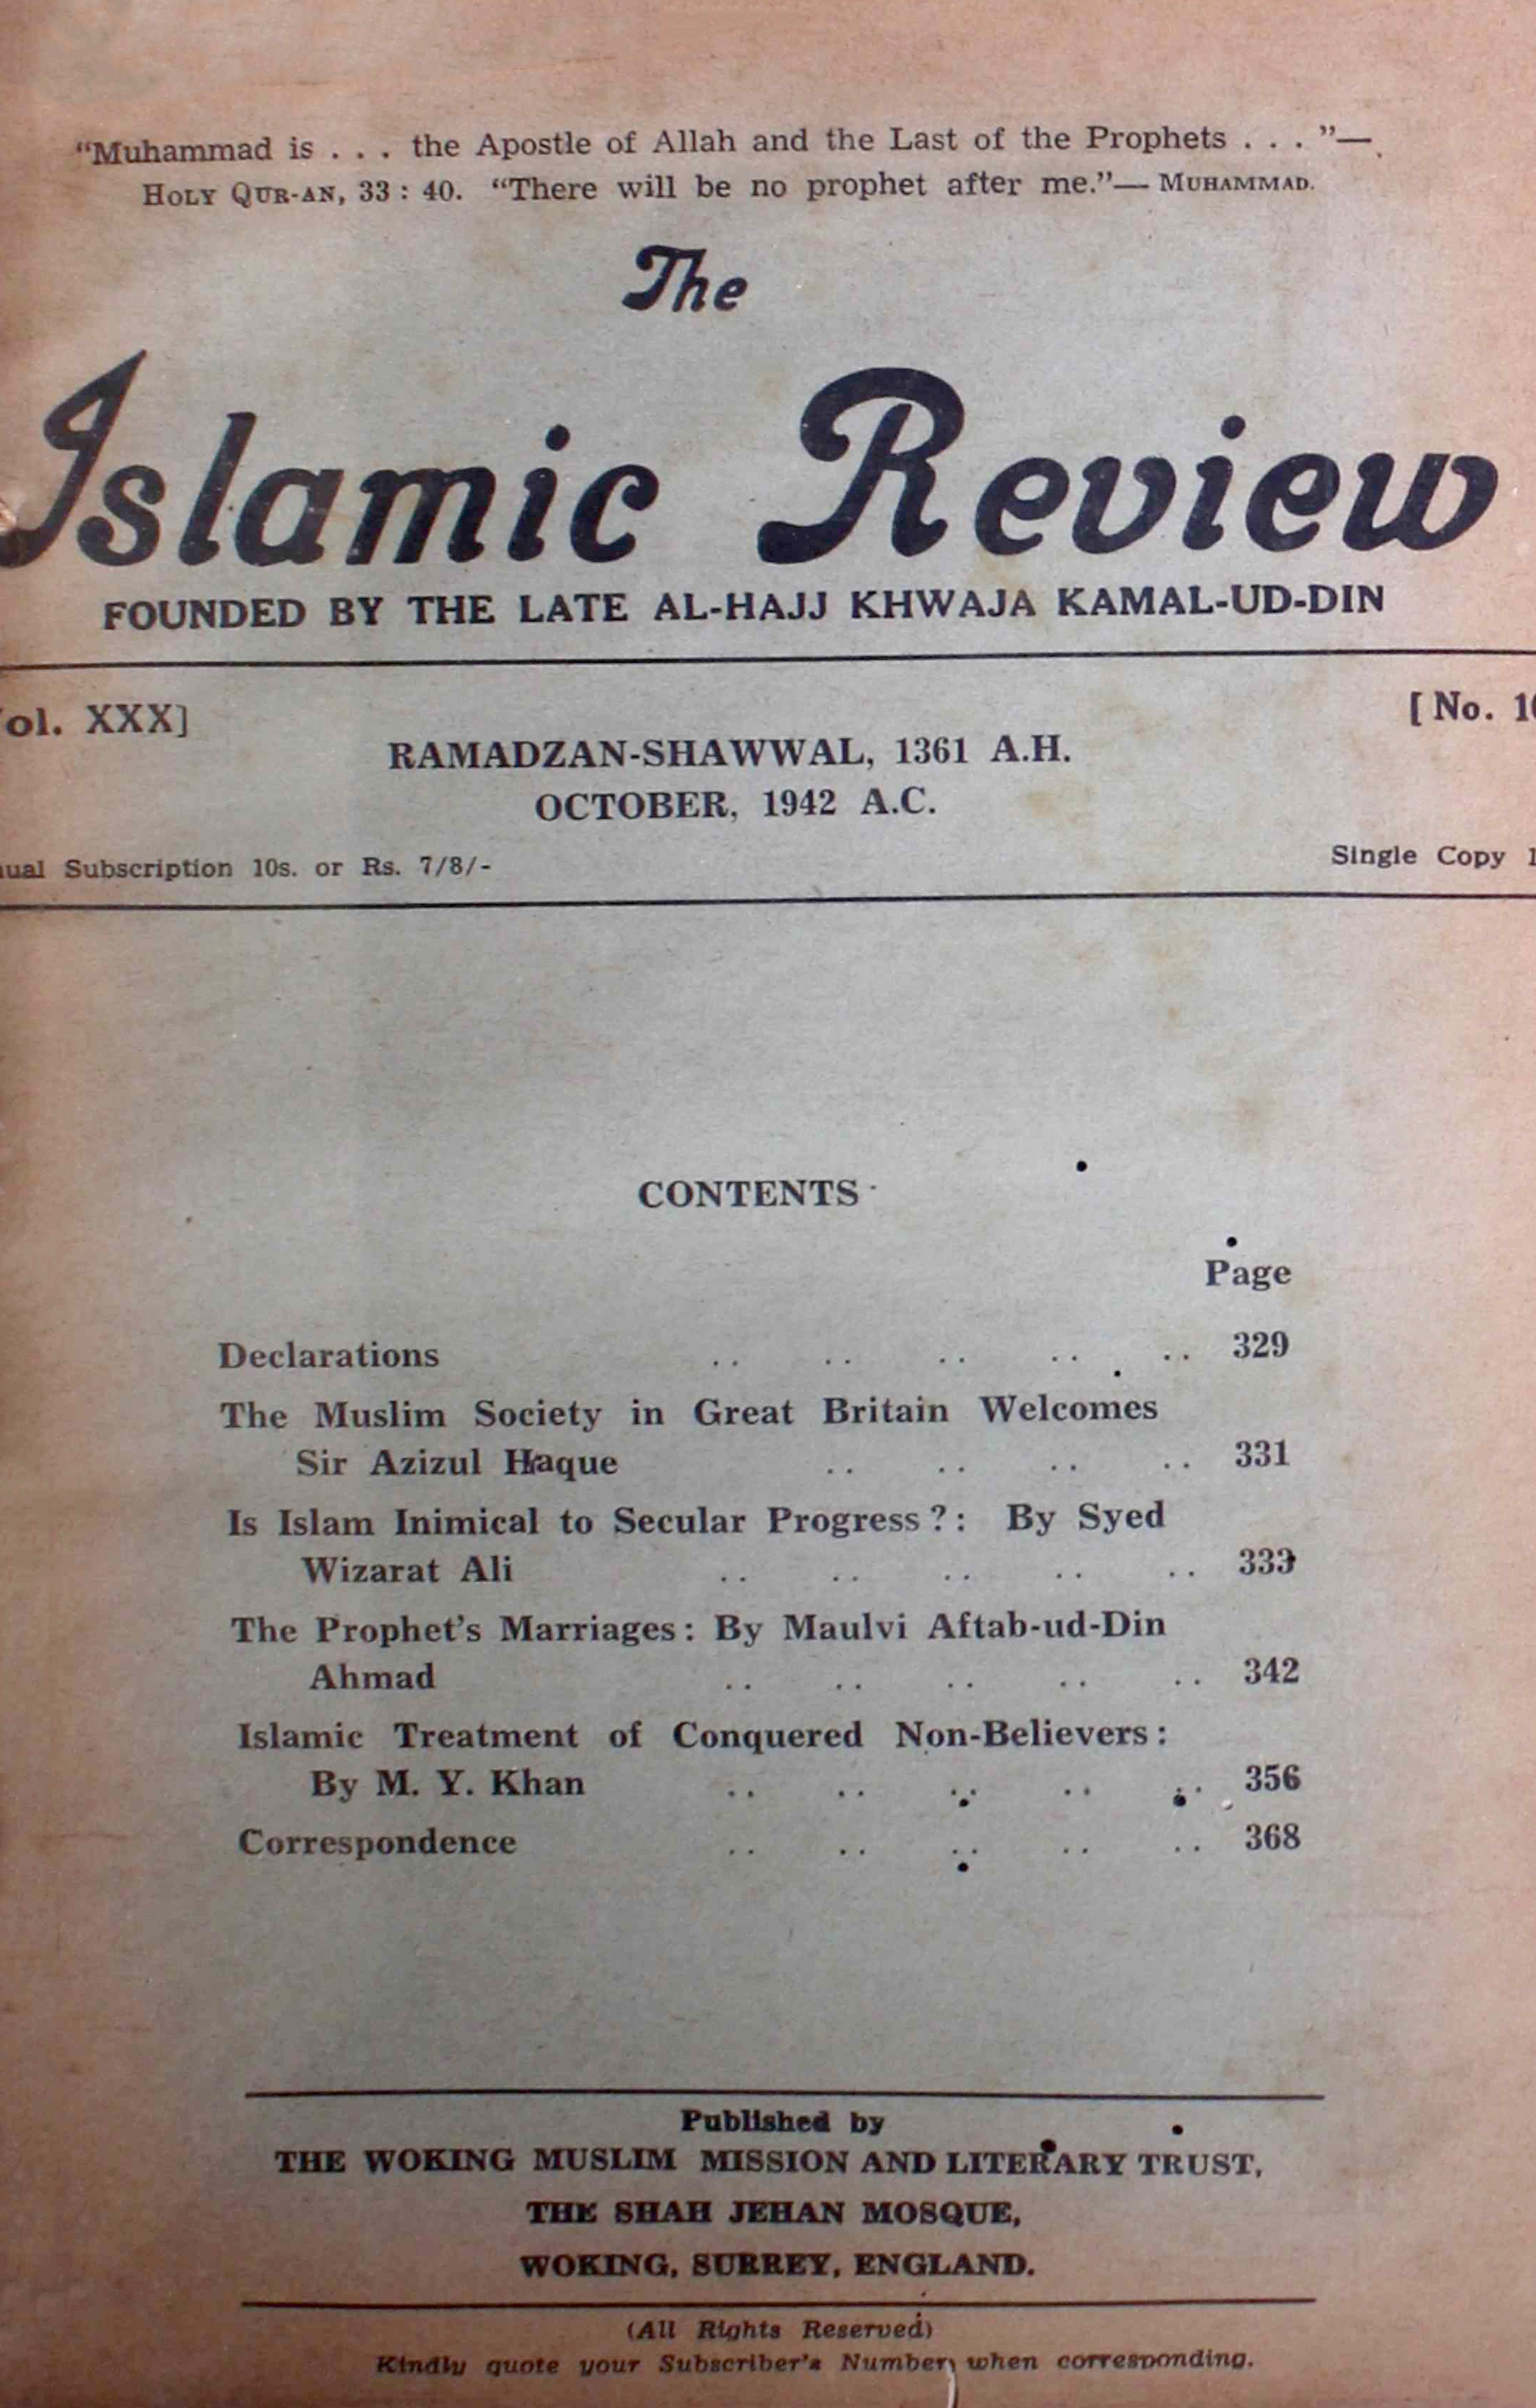 "Muhammad is . . . the Apostle of Allah and the Last of the Prophets . . . "—
HOLY QUR-AN, 33 : 40. "There will be no prophet after me."— MUHAMMAD.
The
Islamic Review
FOUNDED BY THE LATE AL-HAJJ KHWAJA KAMAL-UD-DIN
ol. XXX] [ No. 10
RAMADZAN-SHAWWAL, 1361 A.H.
OCTOBER, 1942 A.C.
ual Subscription 10s. or Rs. 7/8/- Single Copy 1
CONTENTS
Page
Declarations .. .. .. .. .. 329
The Muslim Society in Great Britain Welcomes
Sir Azizul Haque .. .. .. .. 331
Is Islam Inimical to Secular Progress ? : By Syed
Wizarat Ali .. .. .. .. .. 333
The Prophet's Marriages : By Maulvi Aftab-ud-Din
Ahmad .. .. .. .. .. 342
Islamic Treatment of Conquered Non-Believers :
By M. Y. Khan .. .. .. .. .. 356
Correspondence .. .. .. .. .. 368
Published by
THE WOKING MUSLIM MISSION AND LITERARY TRUST,
THE SHAH JEHAN MOSQUE,
WOKING, SURREY, ENGLAND.
(All Rights Reserved)
Kindly quote your Subscriber's Number when corresponding.